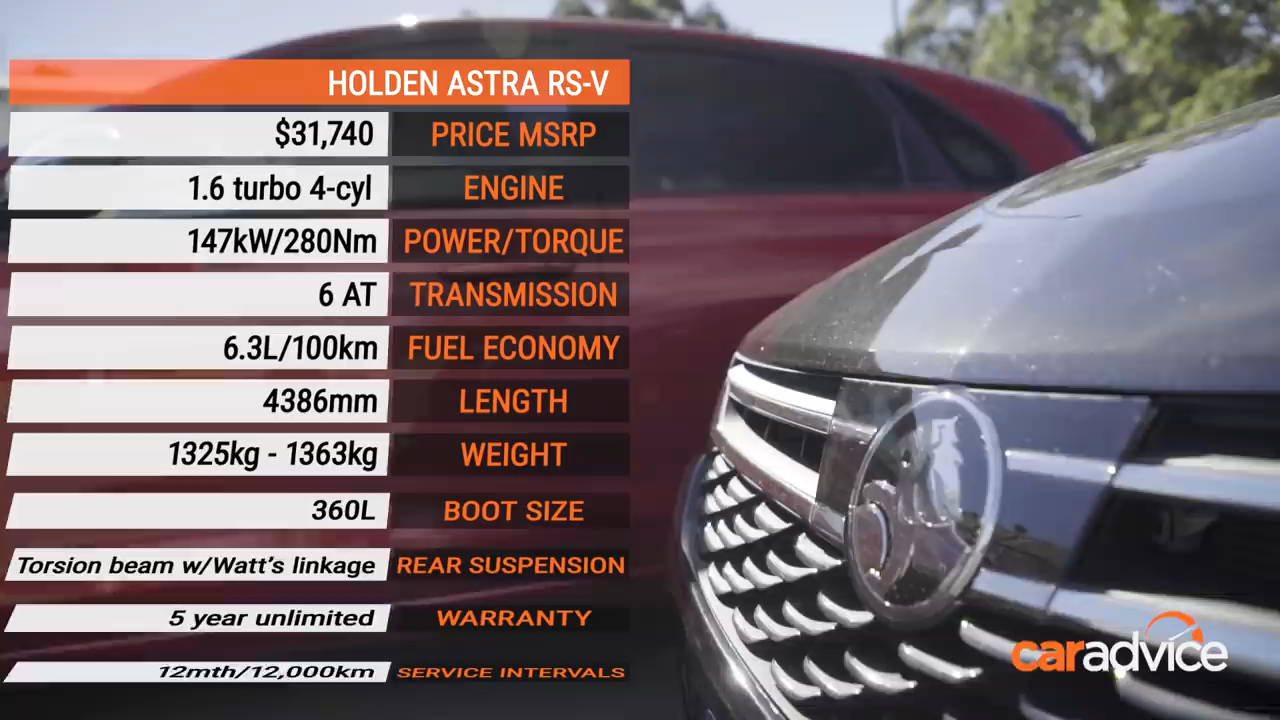 HOLDEN ASTRA RS-V
$31,740 PRICE MSRP
1.6 turbo 4-cyl ENGINE
147kW/280Nm POWER/TORQUE
6 AT TRANSMISSION
6.3L/100km FUEL ECONOMY
4386mm LENGTH
1325kg - 1363kg WEIGHT
360L BOOT SIZE
Torsion beam w/Watt's linkage REAR SUSPENSION
5 year unlimited WARRANTY
12mth/12,000km SERVICE INTERVALS
caradvice